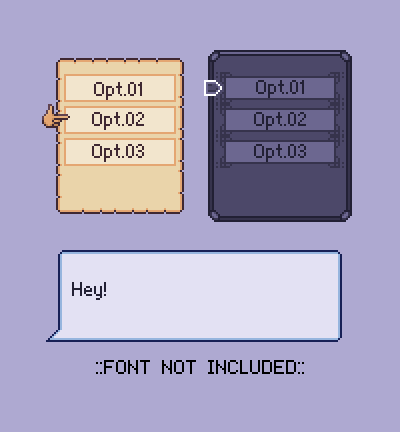 Opt.01
Opt.02
Opt.03
Opt.01
Opt.02
Opt.03
Hey!
::FONT NOT INCLUDED::